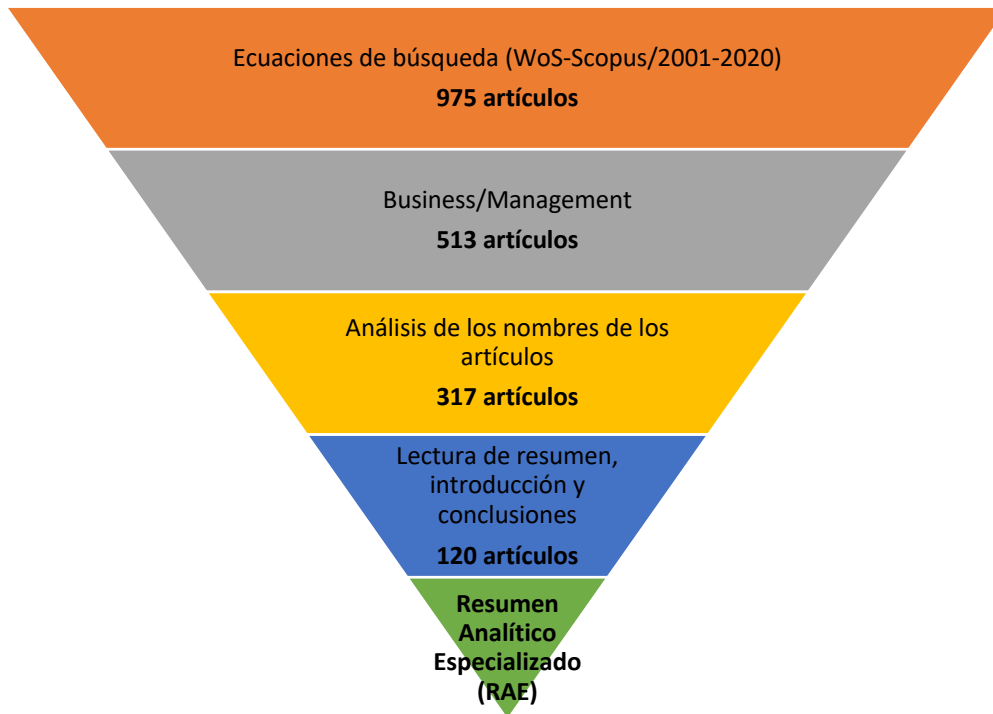 Ecuaciones de búsqueda (WoS-Scopus/2001-2020)
975 artículos
Business/Management
513 artículos
Análisis de los nombres de los
artículos
317 artículos
Lectura de resumen,
introducción y
conclusiones
120 artículos
Resumen
Analítico
Especializado
(RAE)